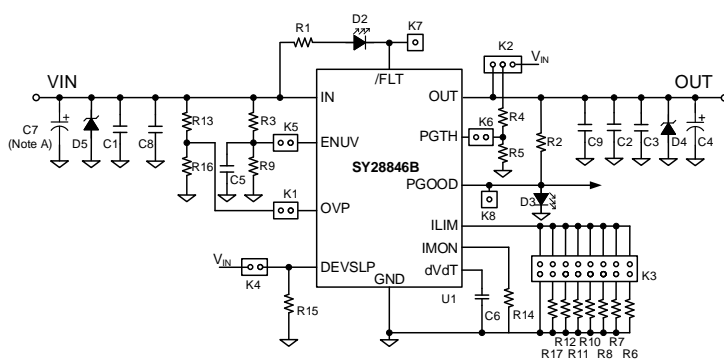 D2
K7
R1
K2
VIN
VIN
/FLT
OUT
IN
OUT
R13
R3
K5
R4
K6
ENUV
PGTH
C7
(Note A)
D5
C1
C8
R2
C9
C2
C3
D4
C4
R16
C5
R9
R5
SY28846B
K1
PGOOD
OVP
D3
K8
ILIM
VIN
IMON
DEVSLP
dVdT
K3
K4
GND
U1
R15
C6
R14
R12
R10
R7
R17
R11
R8
R6